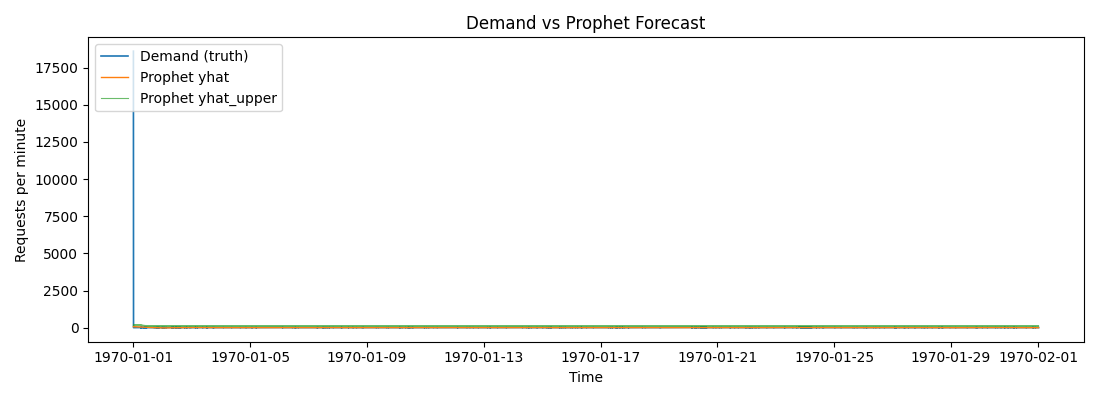 Demand vs Prophet Forecast
Demand (truth)
Prophet yhat
Prophet yhat_upper
Requests per minute
17500
15000
12500
10000
7500
5000
2500
0
1970-01-01 1970-01-05 1970-01-09 1970-01-13 1970-01-17 1970-01-21 1970-01-25 1970-01-29 1970-02-01
Time